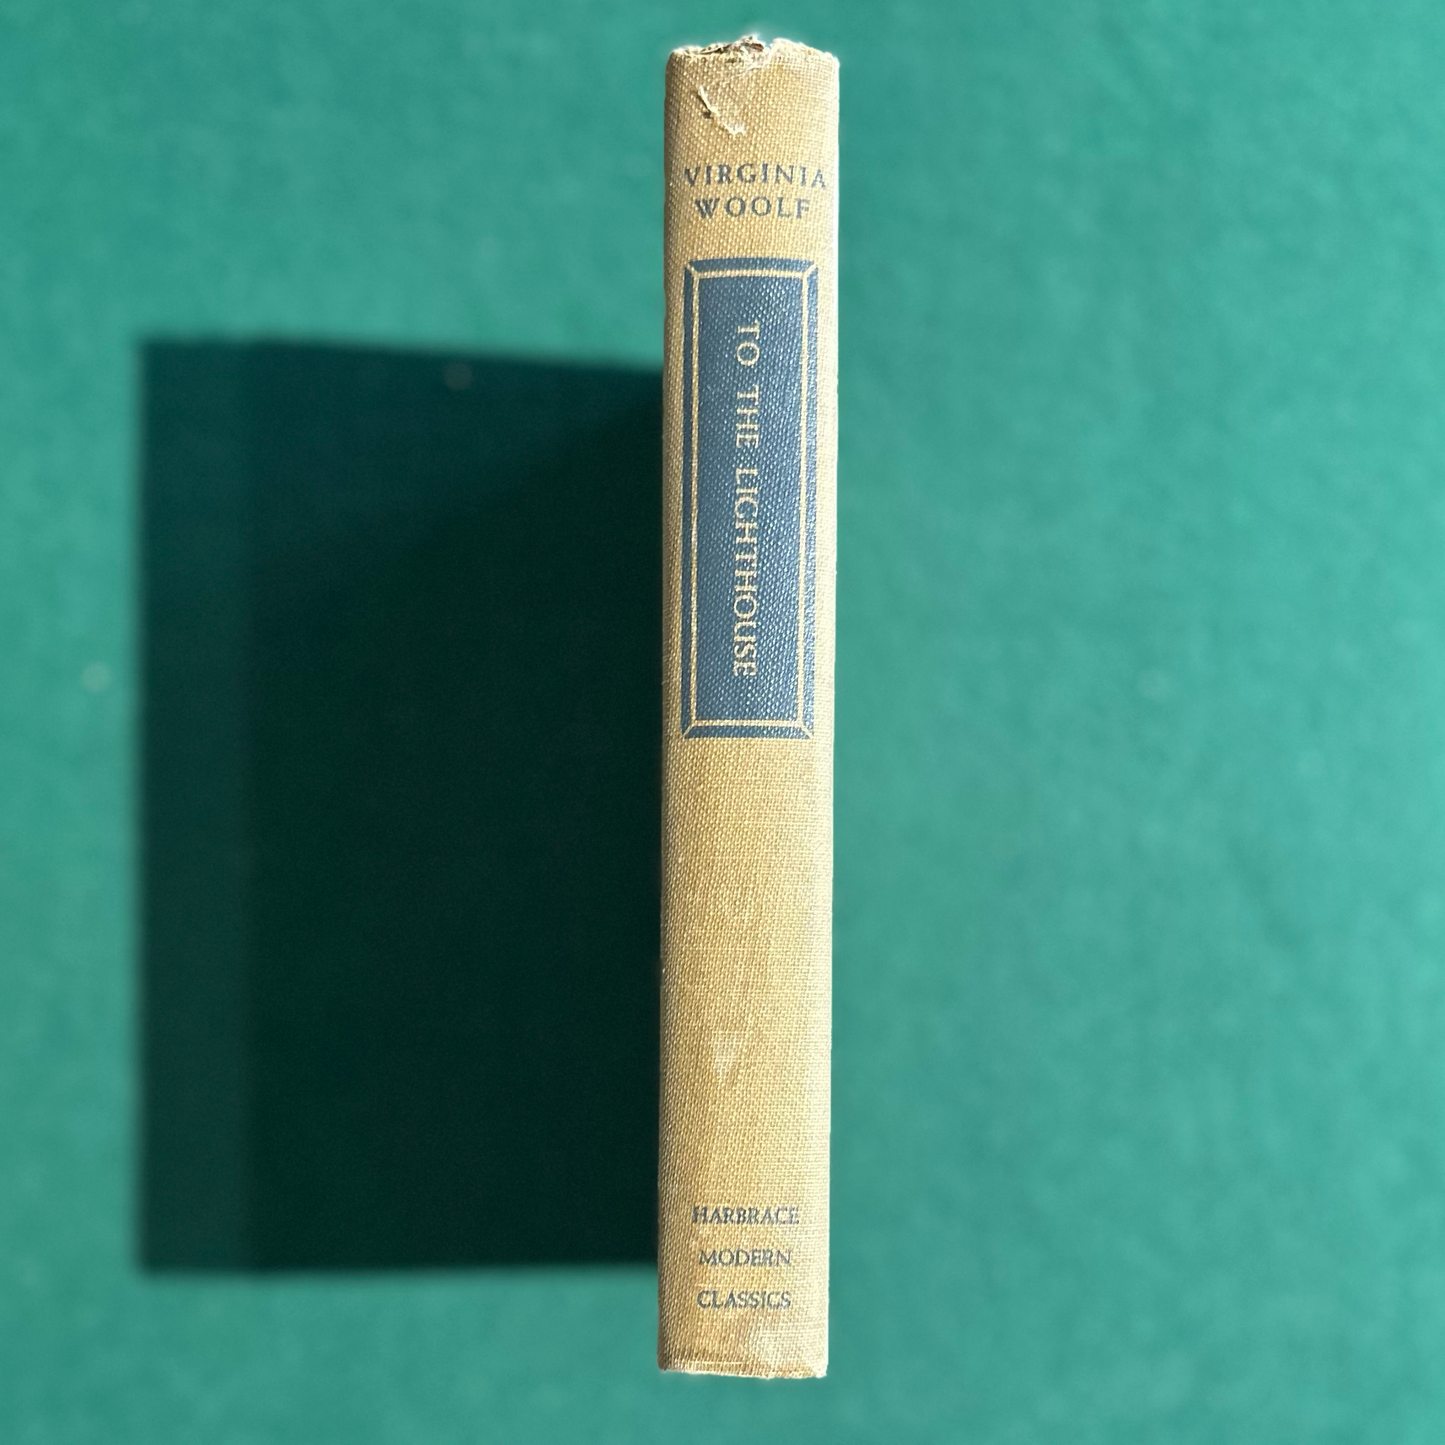 VIRGINIA
WOOLF
TO THE LIGHTHOUSE
HARBRACE
MODERN
CLASSICS